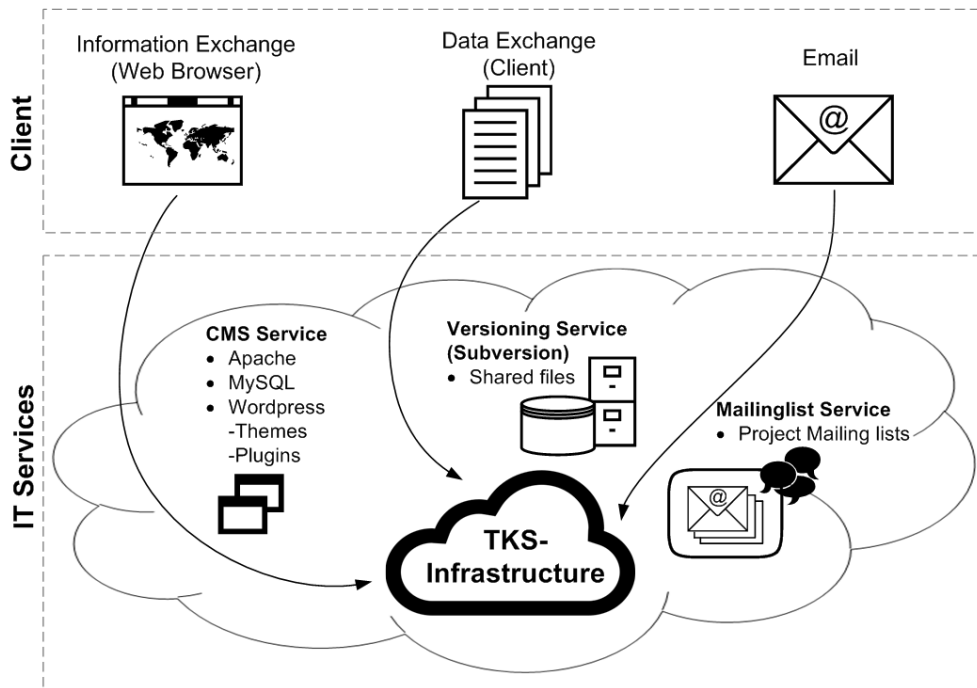 Client
Information Exchange
(Web Browser)
Data Exchange
(Client)
Email
@
IT Services
CMS Service
• Apache
• MySQL
• Wordpress
-Themes
-Plugins
Versioning Service
(Subversion)
• Shared files
Mailinglist Service
• Project Mailing lists
@
TKS-
Infrastructure